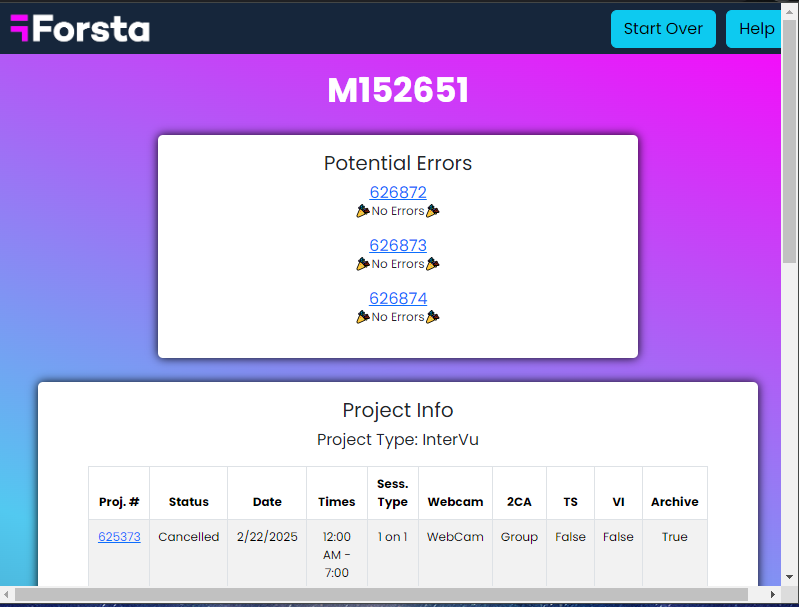 Forsta
Start Over
Help
M152651
Potential Errors
626872
No Errors
626873
No Errors
626874
No Errors
Project Info
Project Type: InterVu
Proj. # Status Date Times Sess. Type Webcam 2CA TS VI Archive
625373 Cancelled 2/22/2025 12:00 AM - 7:00 1 on 1 WebCam Group False False True